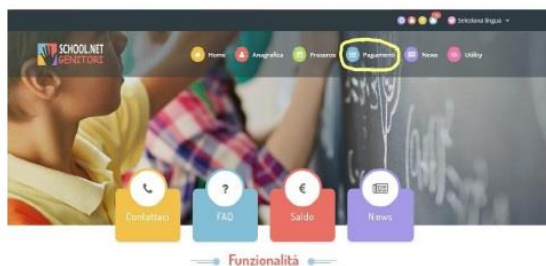 Seleziona lingua
SCHOOL.NET
GENITORI
Home Anagrafica Presenze Pagamenti News Utility
Contattaci FAQ Saldo News
Funzionalità